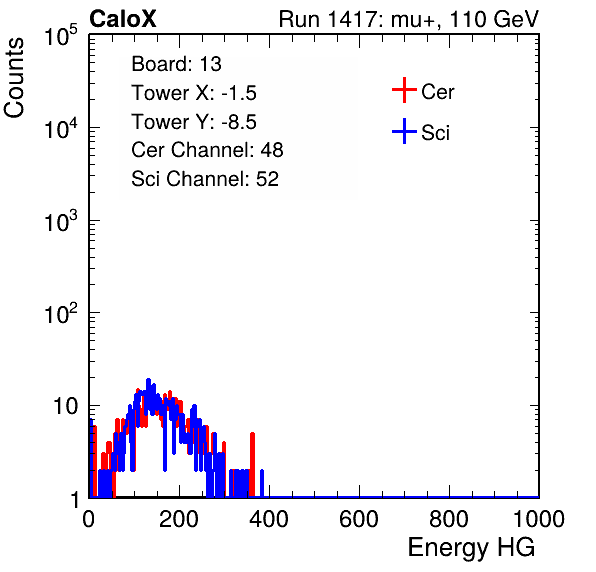 CaloX Run 1417: mu+, 110 GeV
Counts
Board: 13
Tower X: -1.5
Tower Y: -8.5
Cer Channel: 48
Sci Channel: 52
Cer
Sci
10^5
10^4
10^3
10^2
10
1
0 200 400 600 800 1000
Energy HG